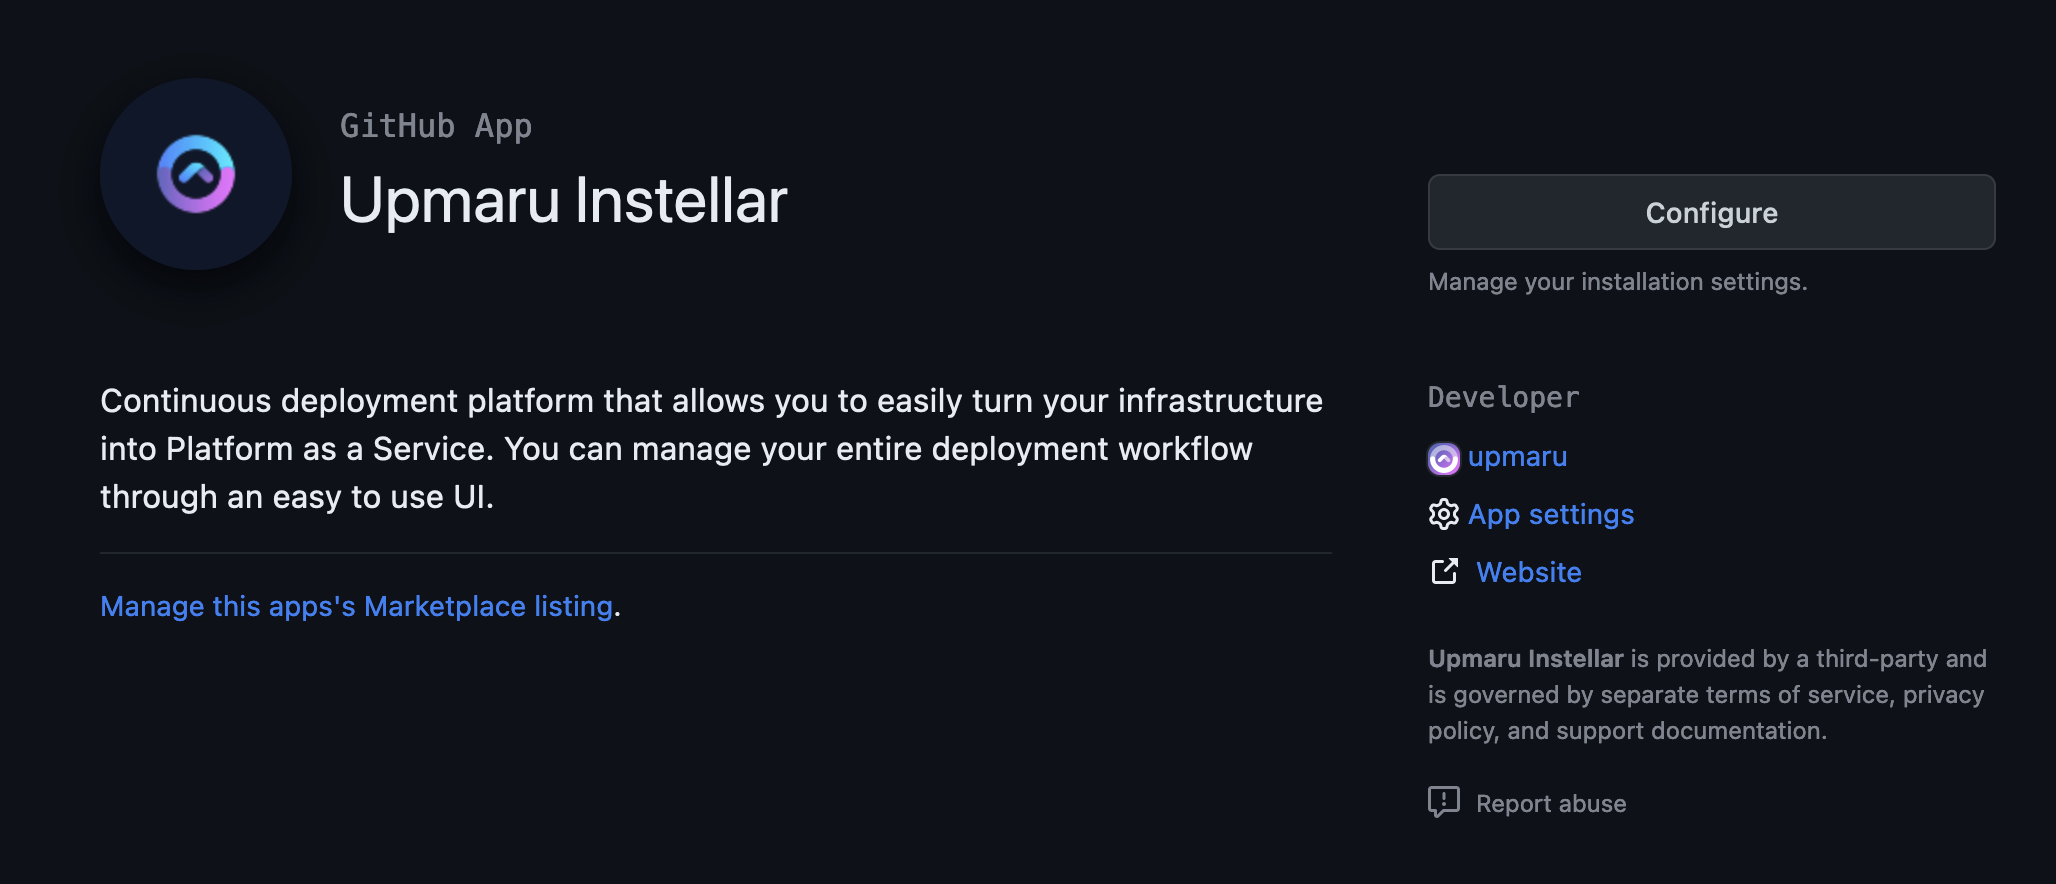 GitHub App
Upmaru Instellar
Configure
Manage your installation settings.
Continuous deployment platform that allows you to easily turn your infrastructure
into Platform as a Service. You can manage your entire deployment workflow
through an easy to use UI.
Manage this apps's Marketplace listing.
Developer
upmaru
App settings
Website
Upmaru Instellar is provided by a third-party and
is governed by separate terms of service, privacy
policy, and support documentation.
Report abuse